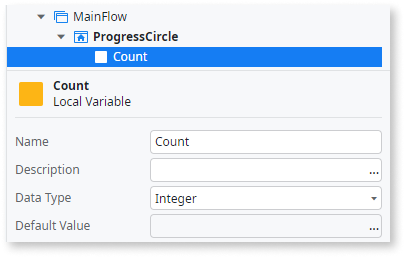 MainFlow
ProgressCircle
Count
Count
Local Variable
Name Count
Description ...
Data Type Integer
Default Value ...